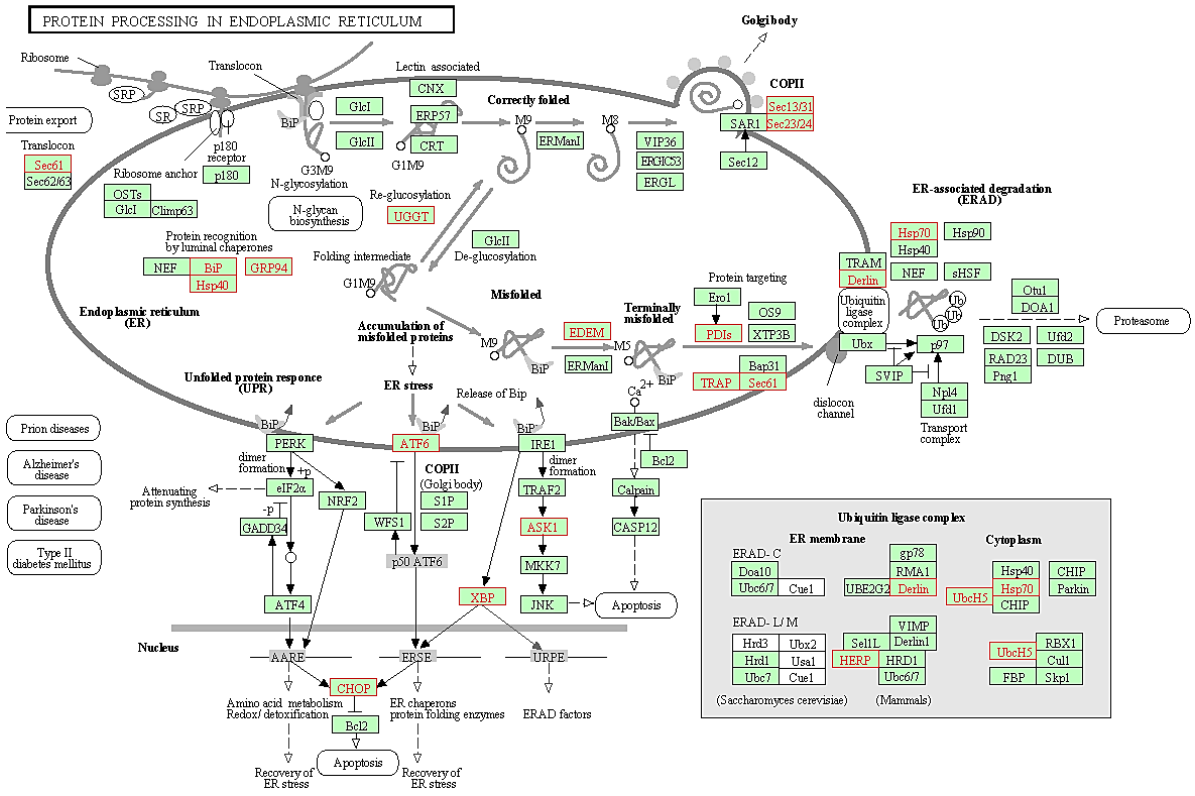 PROTEIN PROCESSING IN ENDOPLASMIC RETICULUM
Golgi body
Ribosome
Translocon
Lectin associated
COPII
SRP
SR
SRP
BiP
GlcI
GlcII
CNX
ERP57
CRT
G1M9
G3M9
Correctly folded
M9
ERManI
M8
VIP36
ERGIC53
ERGL
SAR1
Sec13/31
Sec23/24
Sec12
Protein export
Translocon
Sec61
Sec62/63
p180
receptor
p180
Ribosome anchor
OSTs
GlcI
Climp63
N-glycosylation
N-glycan
biosynthesis
Re-glucosylation
UGGT
GlcII
De-glucosylation
ER-associated degradation
(ERAD)
Hsp70
Hsp40
Hsp90
NEF
sHSF
Protein recognition
by luminal chaperones
NEF
BiP
Hsp40
GRP94
Folding intermediate
G1M9
TRAM
Derlin
Ubiquitin
ligase
complex
Ub
Ub
Ub
Otu1
DOA1
Proteasome
Endoplasmic reticulum
(ER)
Misfolded
Accumulation of
misfolded proteins
Terminally
misfolded
Protein targeting
Ero1
PDIs
OS9
XTP3B
M9
BiP
EDEM
ERManI
M5
BiP
Bap31
TRAP
Sec61
Ubx
p97
SVIP
DSK2
RAD23
Png1
Ufd2
DUB
dislocon
channel
Npl4
Ufd1
Transport
complex
Unfolded protein responce
(UPR)
ER stress
Release of Bip
Ca2+
BiP
PERK
BiP
ATF6
BiP
IRE1
Bak/Bax
Bcl2
Prion diseases
Alzheimer's
disease
Parkinson's
disease
Type II
diabetes mellitus
dimer
formation
+p
eIF2α
Attenuating
protein synthesis
-p
GADD34
NRF2
ATF4
COPII
(Golgi body)
S1P
S2P
WFS1
p50 ATF6
dimer
formation
TRAF2
ASK1
MKK7
JNK
XBP
Calpain
CASP12
Apoptosis
Nucleus
AARE
ERSE
URPE
CHOP
Bcl2
Apoptosis
Amino acid metabolism
Redox/detoxification
ER chaperons
protein folding enzymes
ERAD factors
Recovery of
ER stress
Recovery of
ER stress
Ubiquitin ligase complex
ER membrane
Cytoplasm
ERAD-C
Doa10
Ubc6/7
Cue1
gp78
RMA1
UBE2G2
Derlin
UbcH5
Hsp40
Hsp70
CHIP
CHIP
Parkin
ERAD-L/M
Hrd3
Ubx2
Hrd1
Usa1
Ubc7
Cue1
VIMP
Sel1L
Derlin1
HERP
HRD1
Ubc6/7
UbcH5
RBX1
Cul1
FBP
Skp1
(Saccharomyces cerevisiae)
(Mammals)